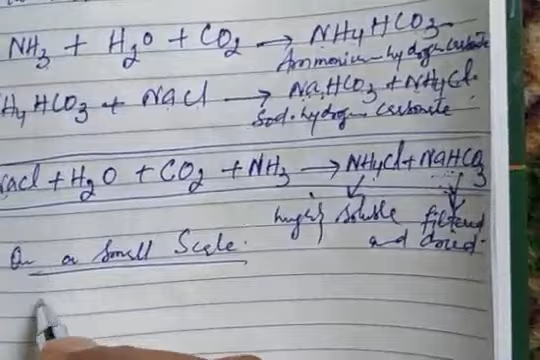 NH3 + H2O + CO2 → NH4HCO3
Ammonium hydrogen carbonate
H4HCO3 + NaCl → NaHCO3 + NH4Cl.
Sod. hydrogen carbonate
Nacl + H2O + CO2 + NH3 → NH4Cl + NaHCO3
highly soluble filtered
and dried.
On a Small Scale.